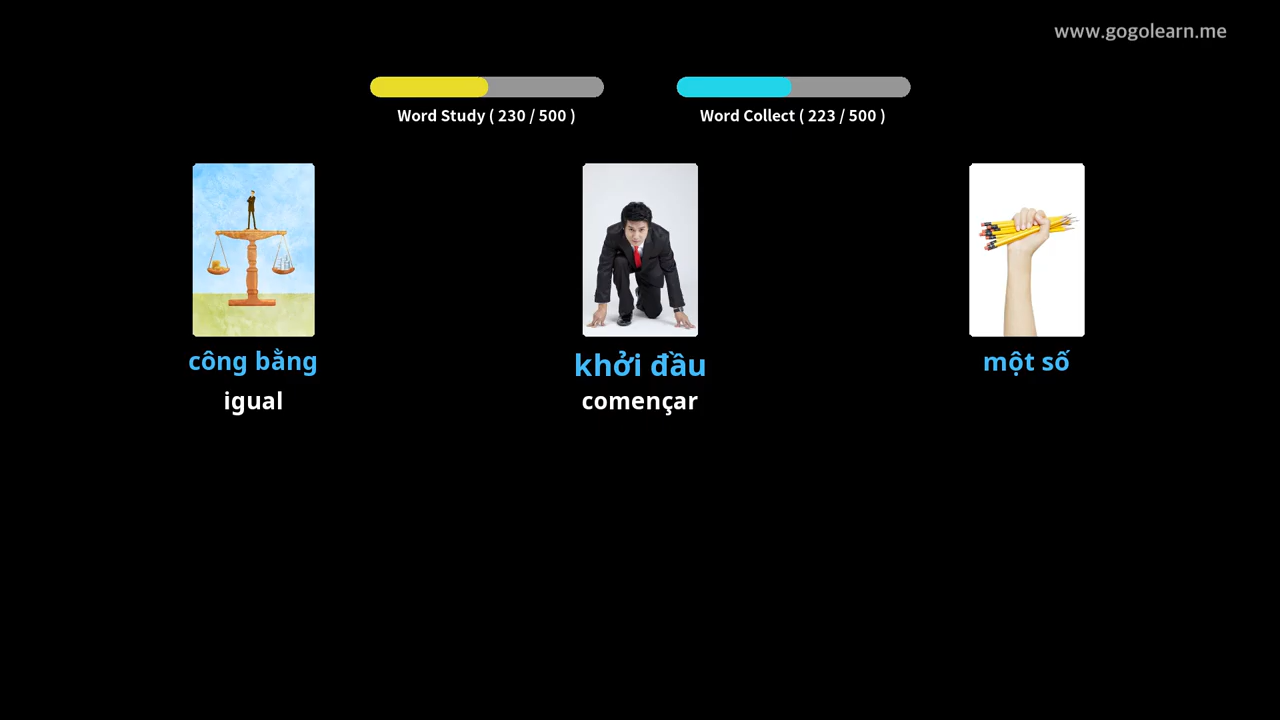 www.gogolearn.me
Word Study ( 230 / 500 )
Word Collect ( 223 / 500 )
công bằng
khởi đầu
một số
igual
començar